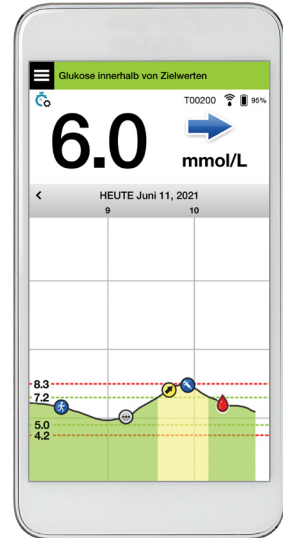 Glukose innerhalb von Zielwerten
T00200 95%
6.0
mmol/L
HEUTE Juni 11, 2021
9 10
8.3
7.2
5.0
4.2